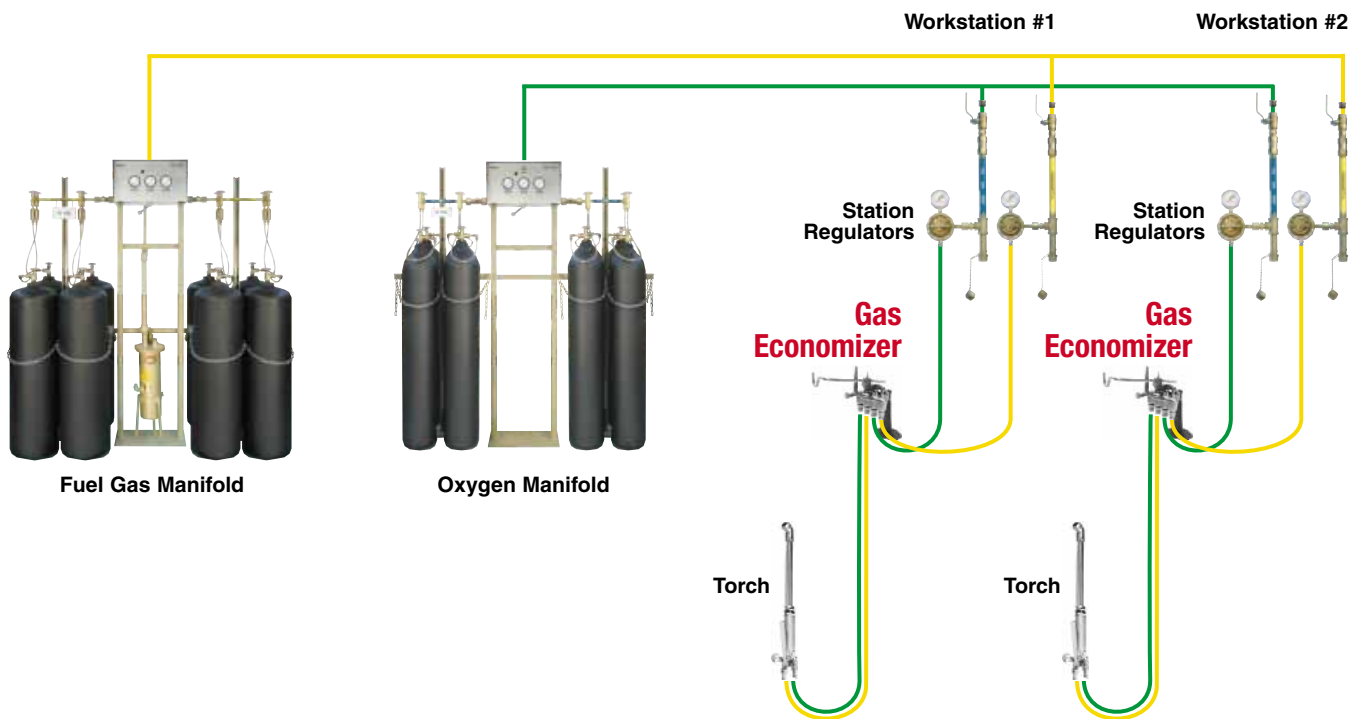 Workstation #1
Workstation #2
Station
Regulators
Station
Regulators
Gas
Economizer
Gas
Economizer
Fuel Gas Manifold
Oxygen Manifold
Torch
Torch